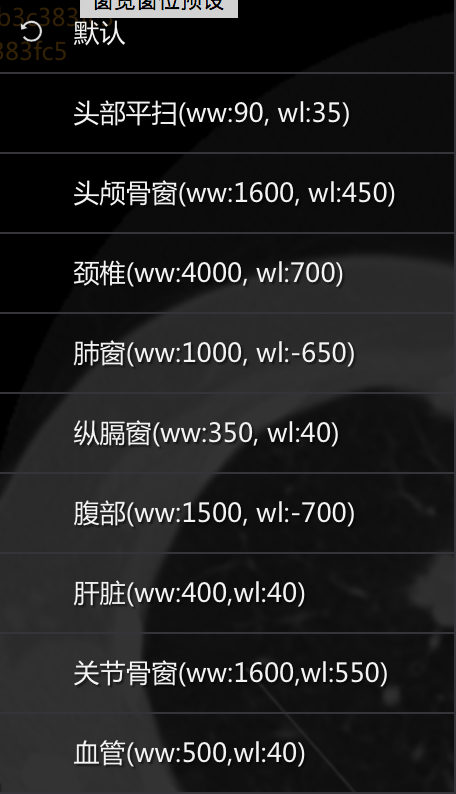 窗宽窗位预设
b3c383
383fc5
默认
头部平扫(ww:90, wl:35)
头颅骨窗(ww:1600, wl:450)
颈椎(ww:4000, wl:700)
肺窗(ww:1000, wl:-650)
纵膈窗(ww:350, wl:40)
腹部(ww:1500, wl:-700)
肝脏(ww:400,wl:40)
关节骨窗(ww:1600,wl:550)
血管(ww:500,wl:40)